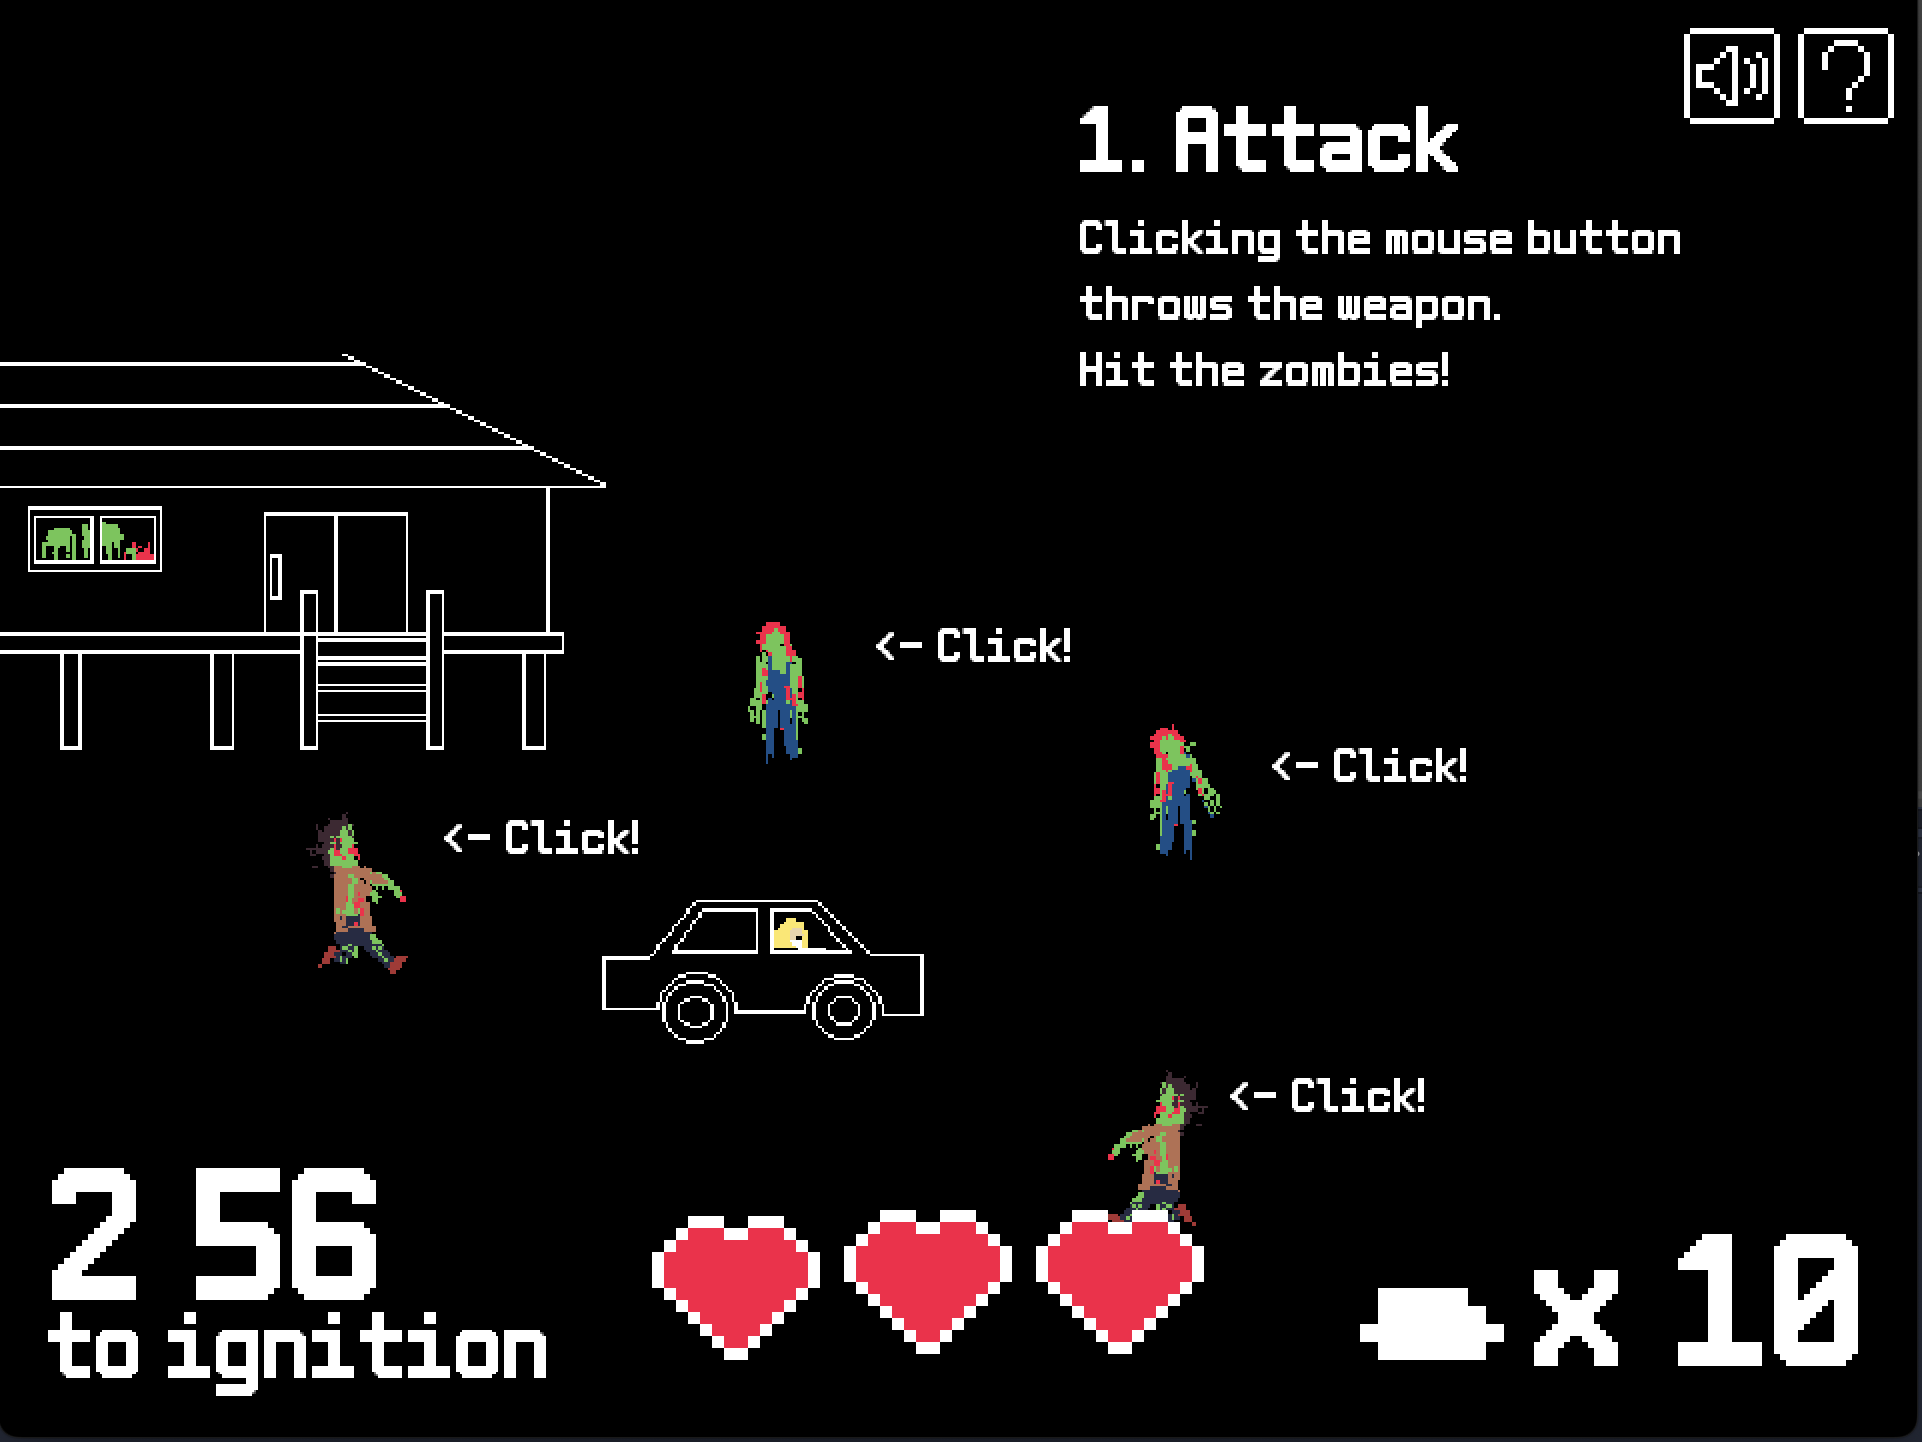 ?
1. Attack
Clicking the mouse button
throws the weapon.
Hit the zombies!
<- Click!
<- Click!
<- Click!
<- Click!
2 56
to ignition
x 10